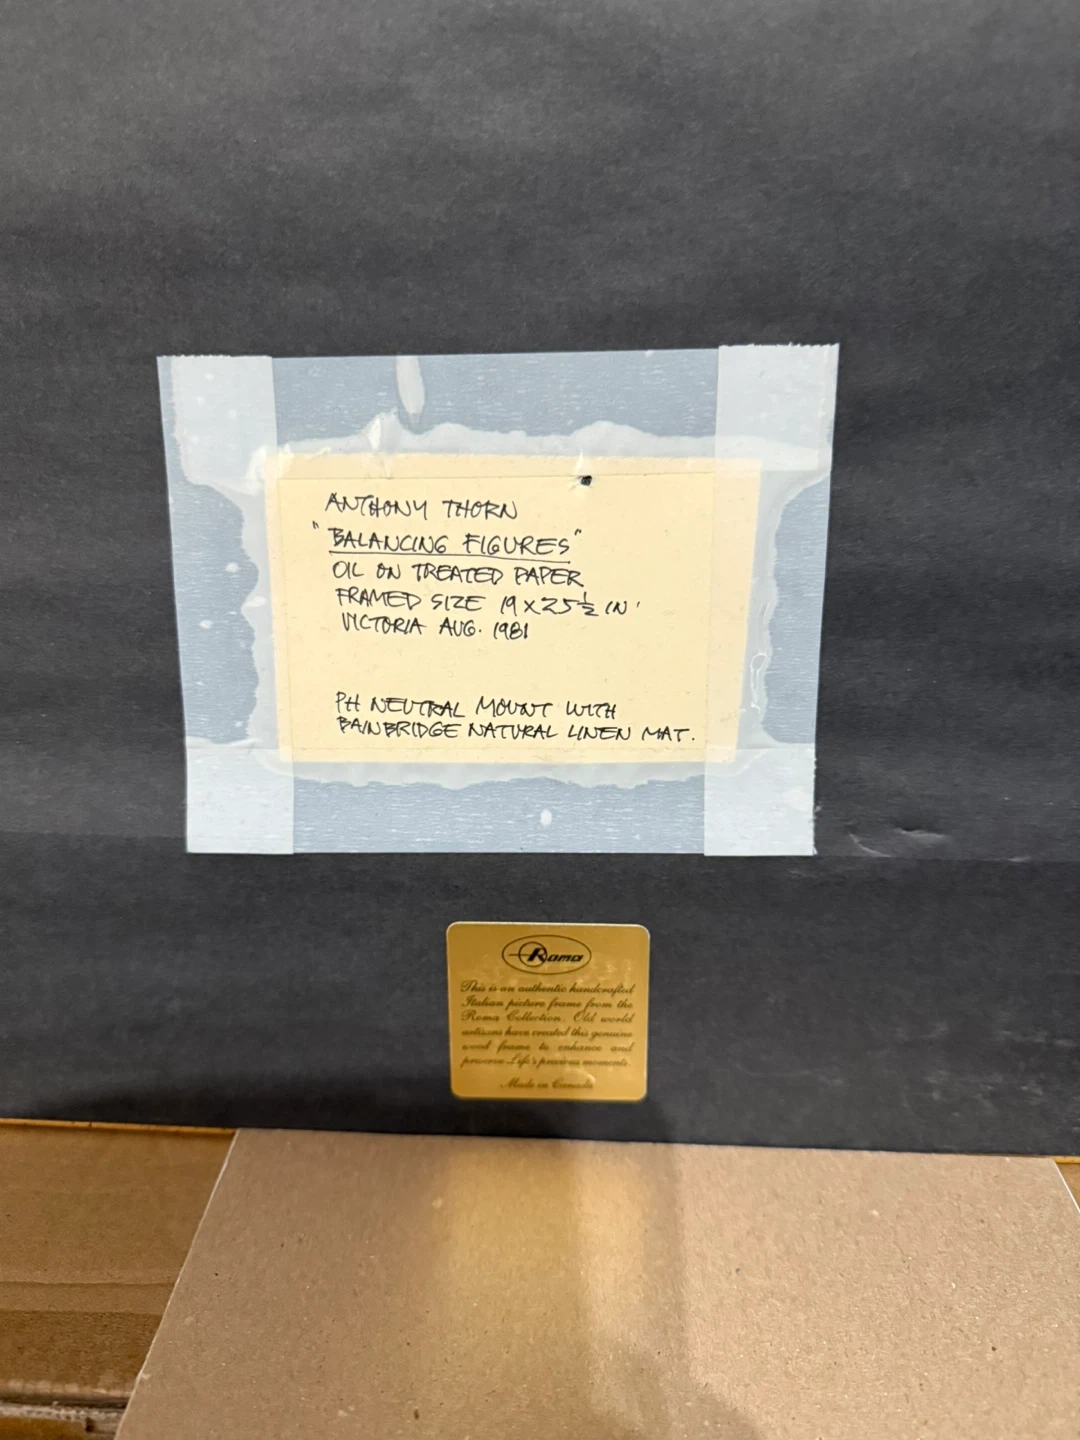 ANTHONY THORN
"BALANCING FIGURES"
OIL ON TREATED PAPER
FRAMED SIZE 19 x 25½ IN.
VICTORIA AUG. 1981
PH NEUTRAL MOUNT WITH
BAINBRIDGE NATURAL LINEN MAT.
Roma
This is an authentic handcrafted
Italian picture frame from the
Roma Collection. Old world
artisans have created this genuine
wood frame to enhance and
preserve Life's precious moments.
Made in Canada